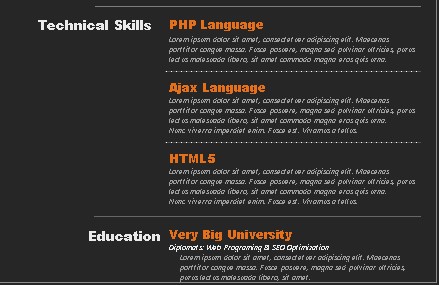 Technical Skills
PHP Language
Lorem ipsum dolor sit amet, consectetuer adipiscing elit. Maecenas
porttitor congue massa. Fusce posuere, magna sed pulvinar ultricies, purus
lectus malesuada libero, sit amet commodo magna eros quis urna.
Ajax Language
Lorem ipsum dolor sit amet, consectetuer adipiscing elit. Maecenas
porttitor congue massa. Fusce posuere, magna sed pulvinar ultricies, purus
lectus malesuada libero, sit amet commodo magna eros quis urna.
Nunc viverra imperdiet enim. Fusce est. Vivamus a tellus.
HTML5
Lorem ipsum dolor sit amet, consectetuer adipiscing elit. Maecenas
porttitor congue massa. Fusce posuere, magna sed pulvinar ultricies, purus
lectus malesuada libero, sit amet commodo magna eros quis urna.
Nunc viverra imperdiet enim. Fusce est. Vivamus a tellus.
Education
Very Big University
Diplomats: Web Programing & SEO Optimization
Lorem ipsum dolor sit amet, consectetuer adipiscing elit. Maecenas
porttitor congue massa. Fusce posuere, magna sed pulvinar ultricies,
purus lectus malesuada libero, sit amet.